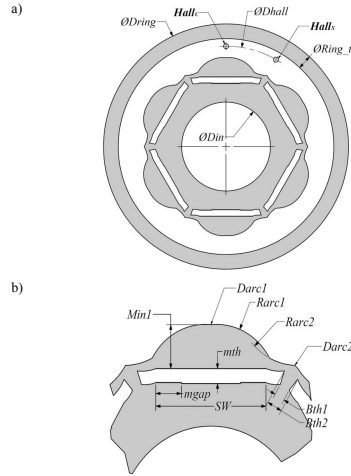 a)
ØDring
Hallc
ØDhall
Halls
ØRing_t
ØDin
b)
Darc1
Rarc1
Min1
Rarc2
Darc2
mth
mgap
Bth1
SW
Bth2